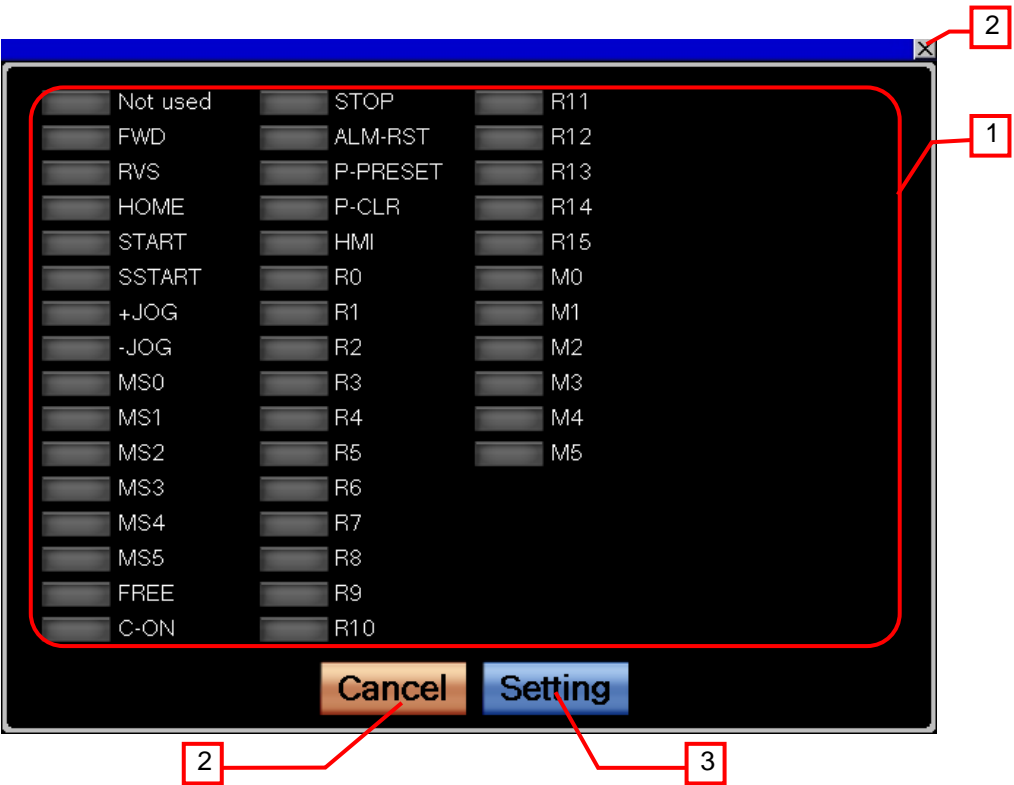 2
X
1
Not used
FWD
RVS
HOME
START
SSTART
+JOG
-JOG
MS0
MS1
MS2
MS3
MS4
MS5
FREE
C-ON
STOP
ALM-RST
P-PRESET
P-CLR
HMI
R0
R1
R2
R3
R4
R5
R6
R7
R8
R9
R10
R11
R12
R13
R14
R15
M0
M1
M2
M3
M4
M5
Cancel
Setting
2
3